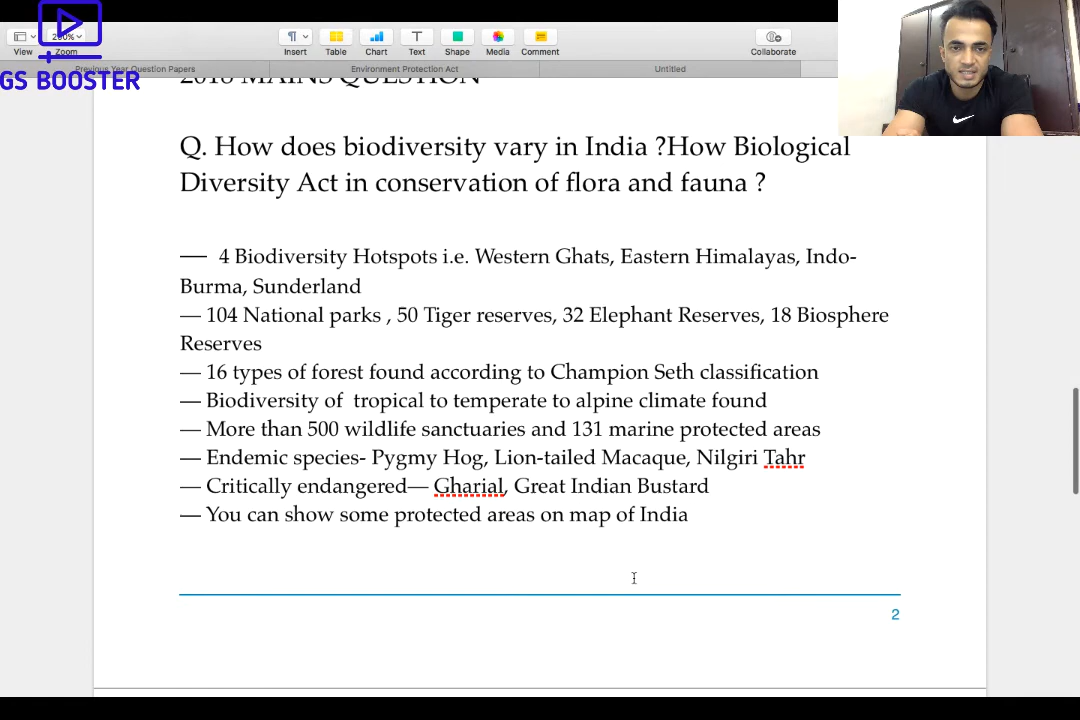 View
Zoom
Insert
Table
Chart
Text
Shape
Media
Comment
Collaborate
Previous Year Question Papers
Environment Protection Act
Untitled
GS BOOSTER
2018 MAINS QUESTION
Q. How does biodiversity vary in India ?How Biological
Diversity Act in conservation of flora and fauna ?
— 4 Biodiversity Hotspots i.e. Western Ghats, Eastern Himalayas, Indo-
Burma, Sunderland
— 104 National parks , 50 Tiger reserves, 32 Elephant Reserves, 18 Biosphere
Reserves
— 16 types of forest found according to Champion Seth classification
— Biodiversity of tropical to temperate to alpine climate found
— More than 500 wildlife sanctuaries and 131 marine protected areas
— Endemic species- Pygmy Hog, Lion-tailed Macaque, Nilgiri Tahr
— Critically endangered— Gharial, Great Indian Bustard
— You can show some protected areas on map of India
2